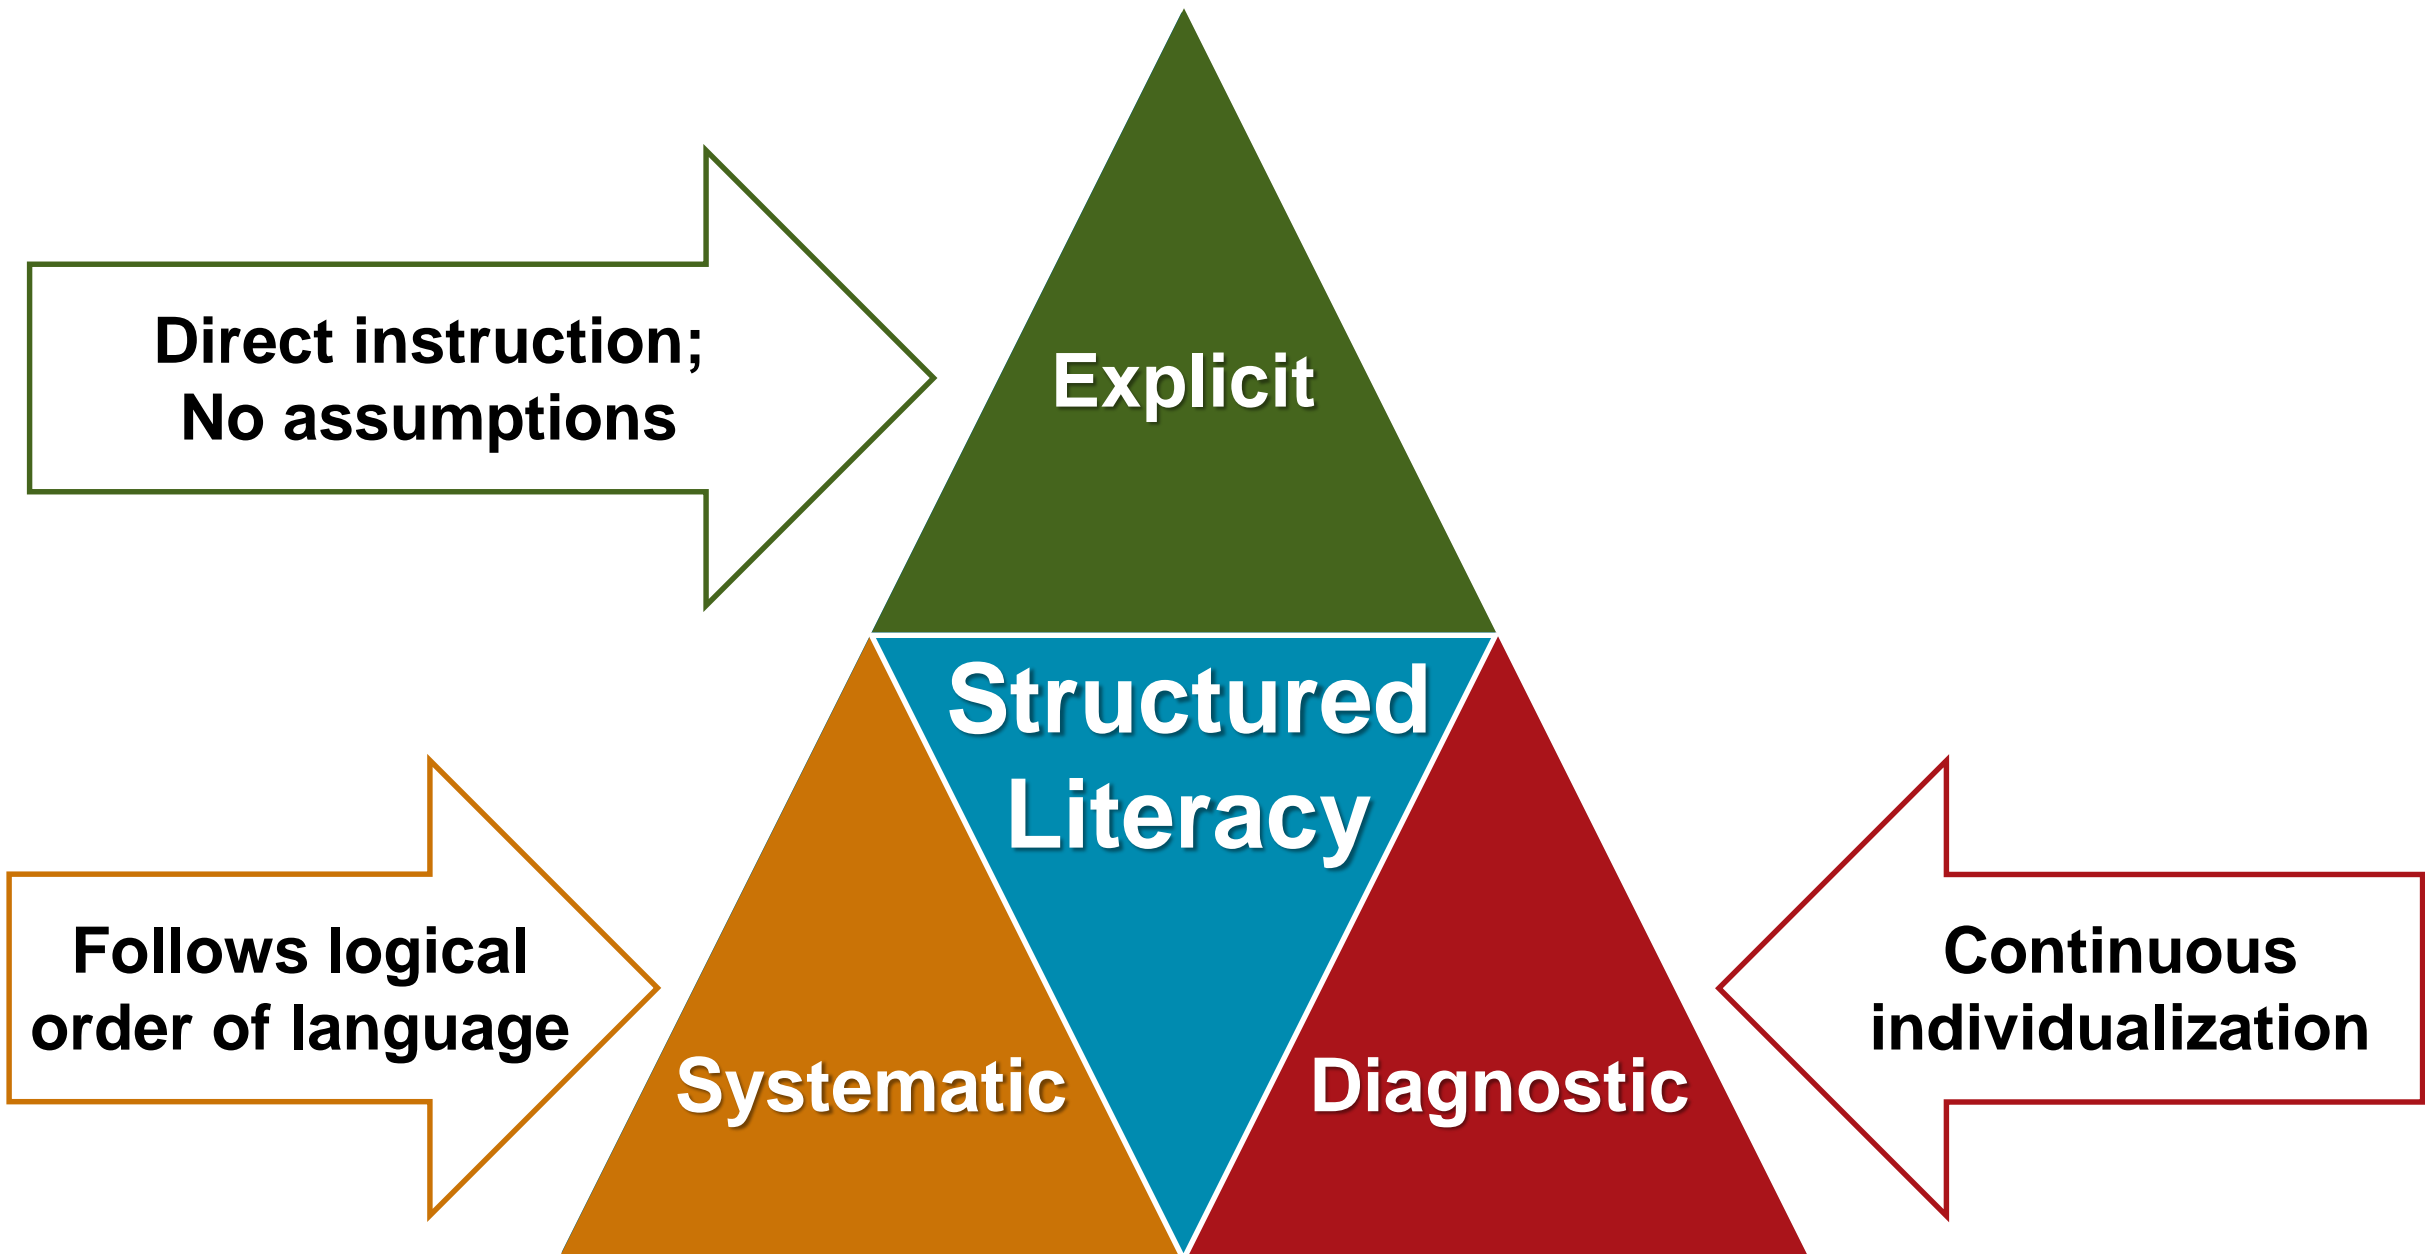 Direct instruction;
No assumptions
Explicit
Structured
Literacy
Follows logical
order of language
Systematic
Diagnostic
Continuous
individualization